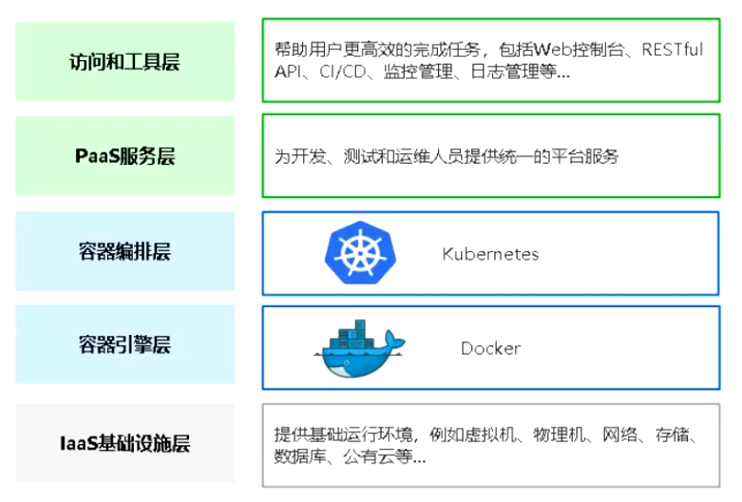 访问和工具层
帮助用户更高效的完成任务，包括Web控制台、RESTful
API、CI/CD、监控管理、日志管理等...
PaaS服务层
为开发、测试和运维人员提供统一的平台服务
容器编排层
Kubernetes
容器引擎层
Docker
IaaS基础设施层
提供基础运行环境，例如虚拟机、物理机、网络、存储、
数据库、公有云等...